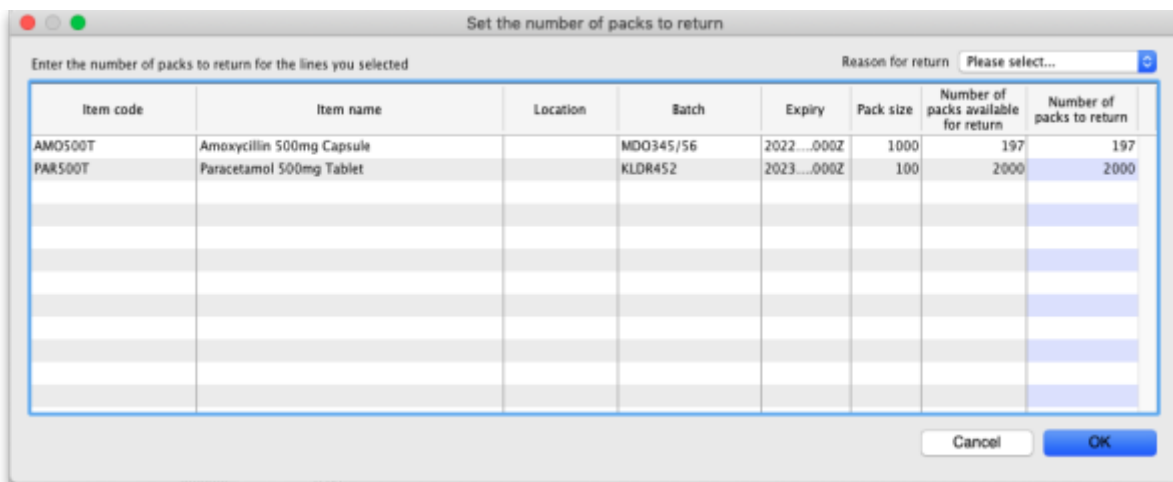 Set the number of packs to return
Enter the number of packs to return for the lines you selected
Reason for return Please select...
Item code Item name Location Batch Expiry Pack size Number of packs available for return Number of packs to return
AMO500T Amoxycillin 500mg Capsule MDO345/56 2022....000Z 1000 197 197
PAR500T Paracetamol 500mg Tablet KLDR452 2023....000Z 100 2000 2000
Cancel OK